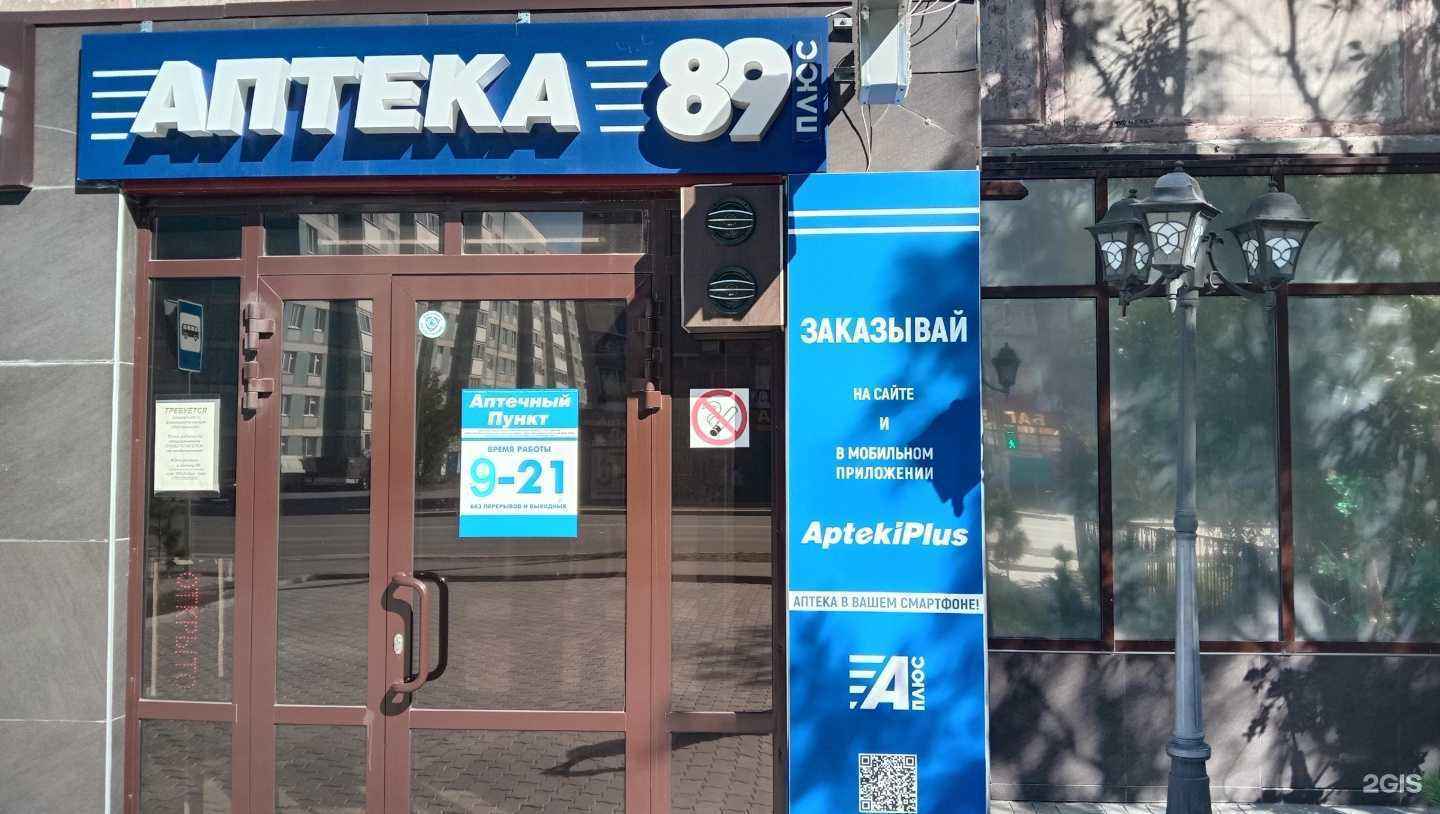 АПТЕКА 89 ПЛЮС
ЗАКАЗЫВАЙ
НА САЙТЕ
И
В МОБИЛЬНОМ
ПРИЛОЖЕНИИ
AptekiPlus
АПТЕКА В ВАШЕМ СМАРТФОНЕ!
А ПЛЮС
Аптечный
Пункт
ВРЕМЯ РАБОТЫ
9-21
БЕЗ ПЕРЕРЫВОВ И ВЫХОДНЫХ
ТРЕБУЕТСЯ
ОТКРЫТО
2GIS